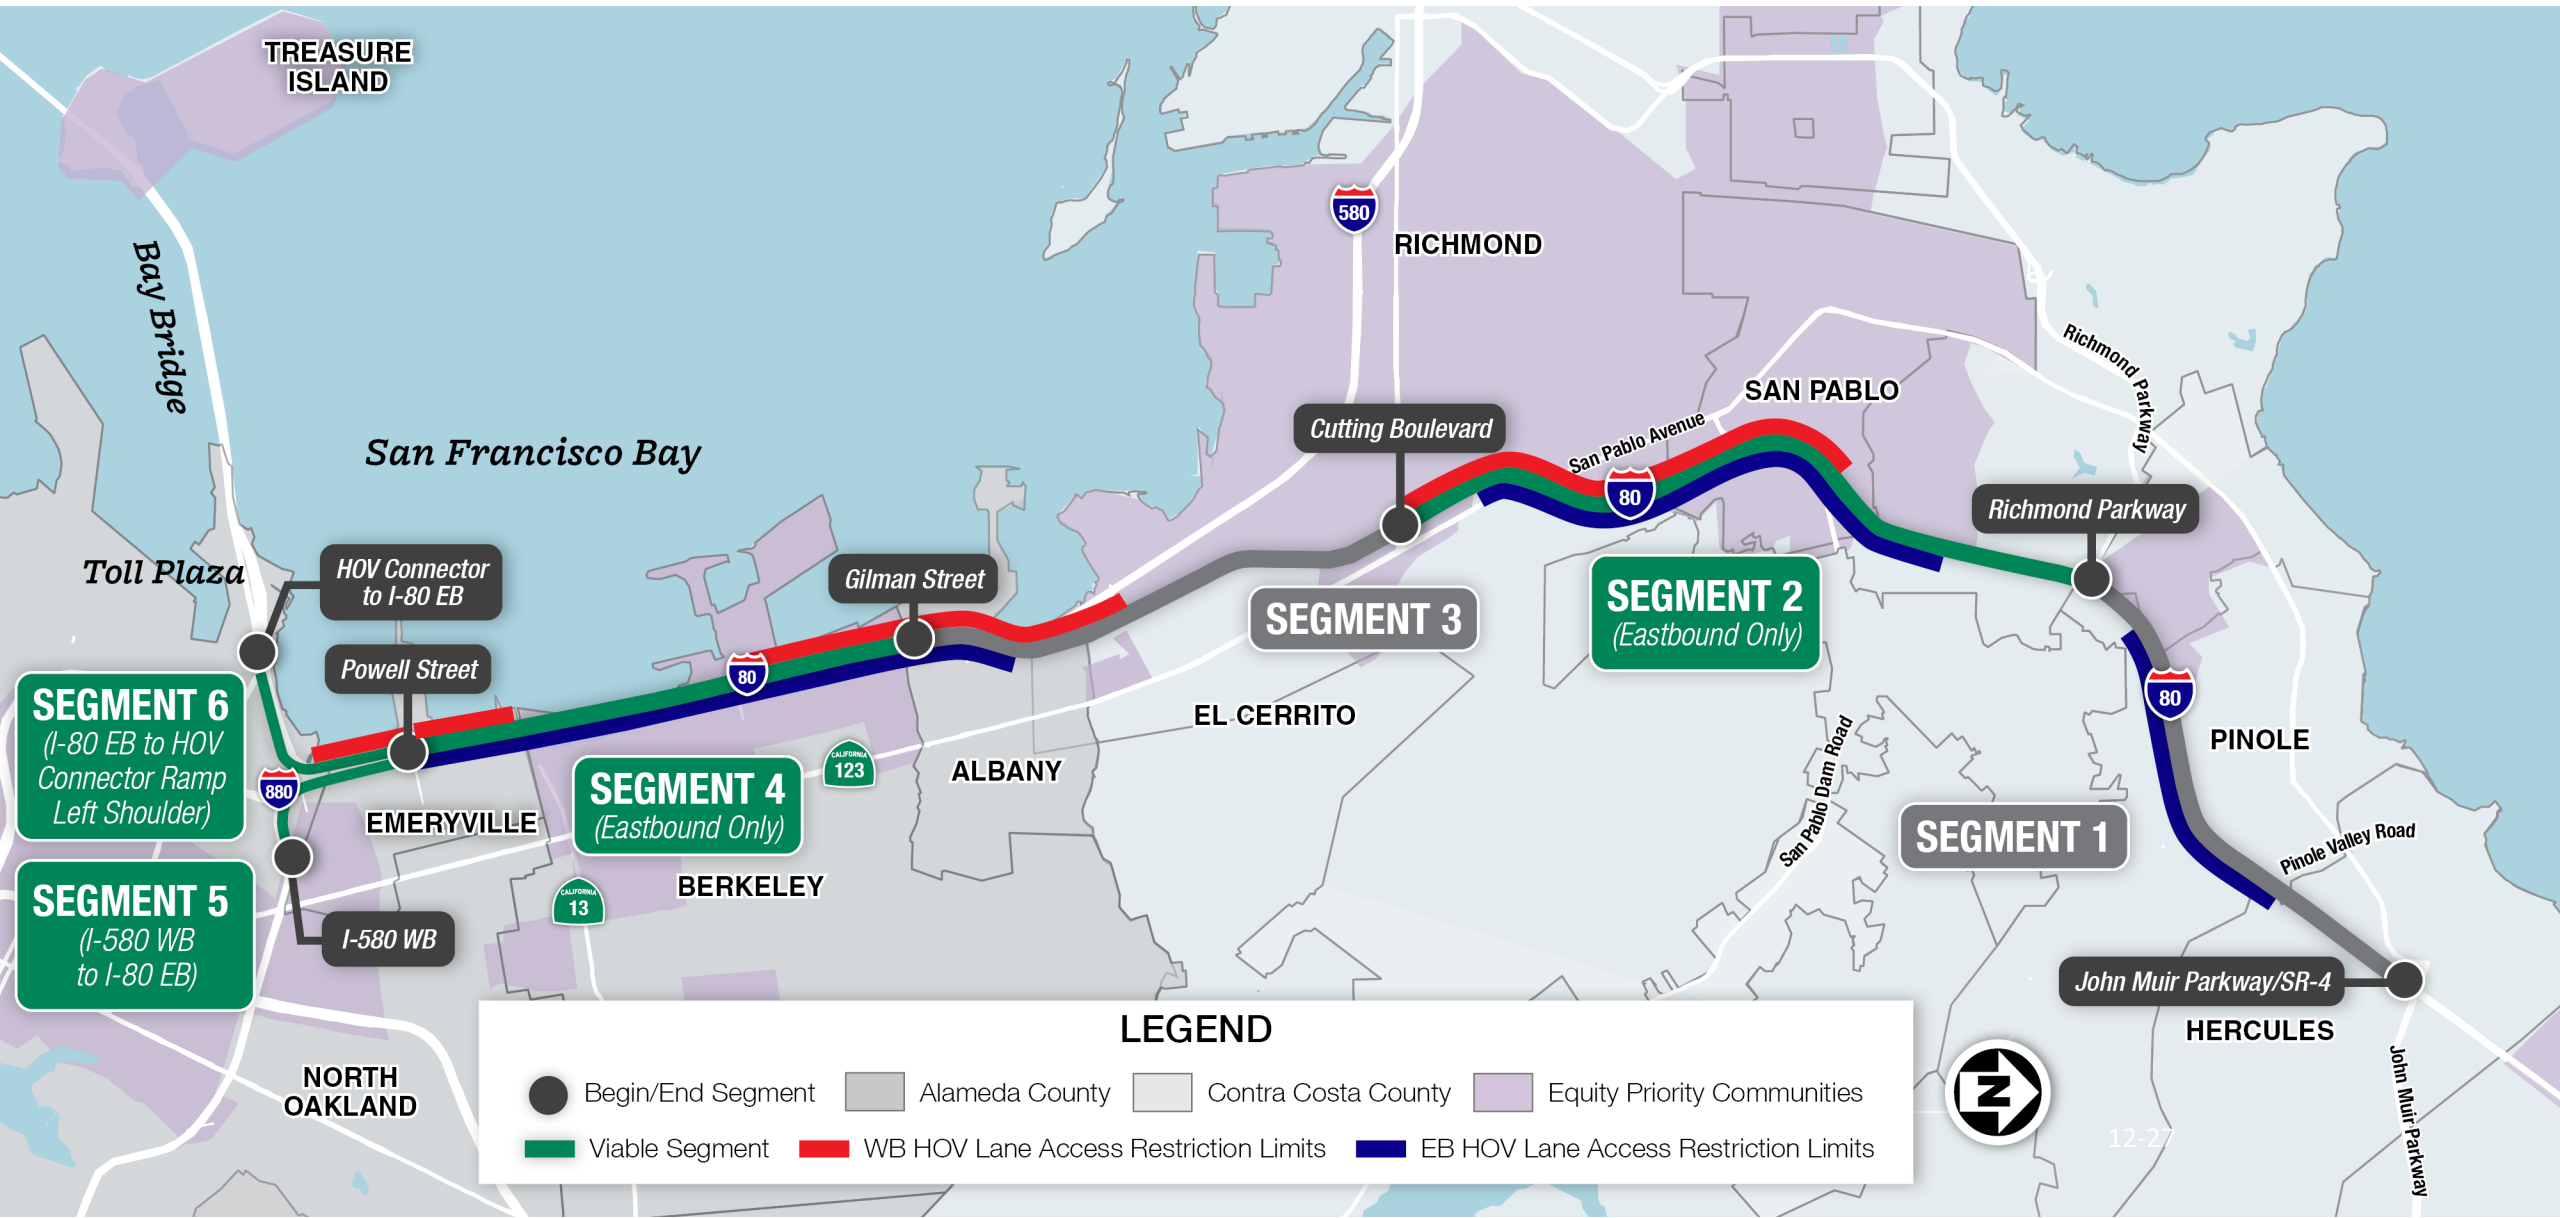 TREASURE
ISLAND
Bay Bridge
San Francisco Bay
Toll Plaza
HOV Connector
to I-80 EB
Powell Street
Gilman Street
Cutting Boulevard
Richmond Parkway
580
RICHMOND
SAN PABLO
San Pablo Avenue
80
Richmond Parkway
SEGMENT 6
(I-80 EB to HOV
Connector Ramp
Left Shoulder)
880
SEGMENT 5
(I-580 WB
to I-80 EB)
I-580 WB
EMERYVILLE
80
SEGMENT 4
(Eastbound Only)
CALIFORNIA
123
CALIFORNIA
13
BERKELEY
ALBANY
EL CERRITO
SEGMENT 3
SEGMENT 2
(Eastbound Only)
San Pablo Dam Road
80
PINOLE
SEGMENT 1
Pinole Valley Road
John Muir Parkway/SR-4
HERCULES
John Muir Parkway
NORTH
OAKLAND
N
12-27
LEGEND
Begin/End Segment
Alameda County
Contra Costa County
Equity Priority Communities
Viable Segment
WB HOV Lane Access Restriction Limits
EB HOV Lane Access Restriction Limits